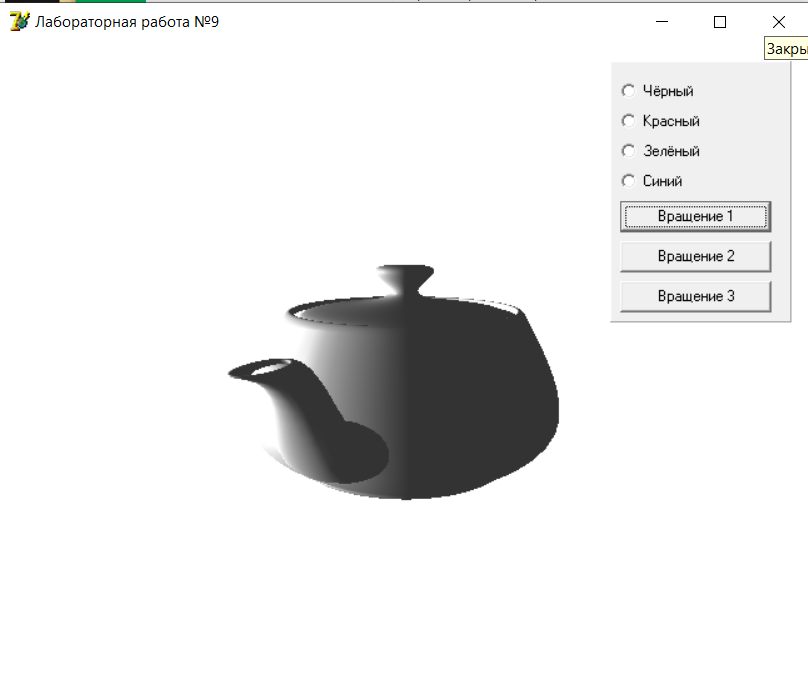 Лабораторная работа №9
Закры
Чёрный
Красный
Зелёный
Синий
Вращение 1
Вращение 2
Вращение 3